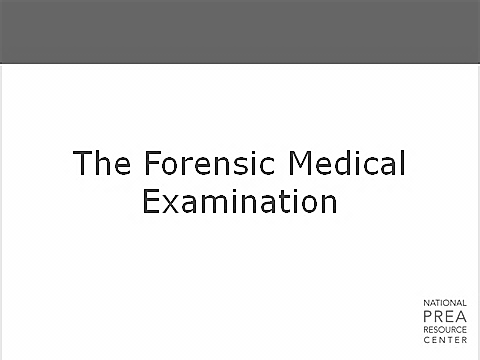 The Forensic Medical
Examination
NATIONAL
PREA
RESOURCE
CENTER